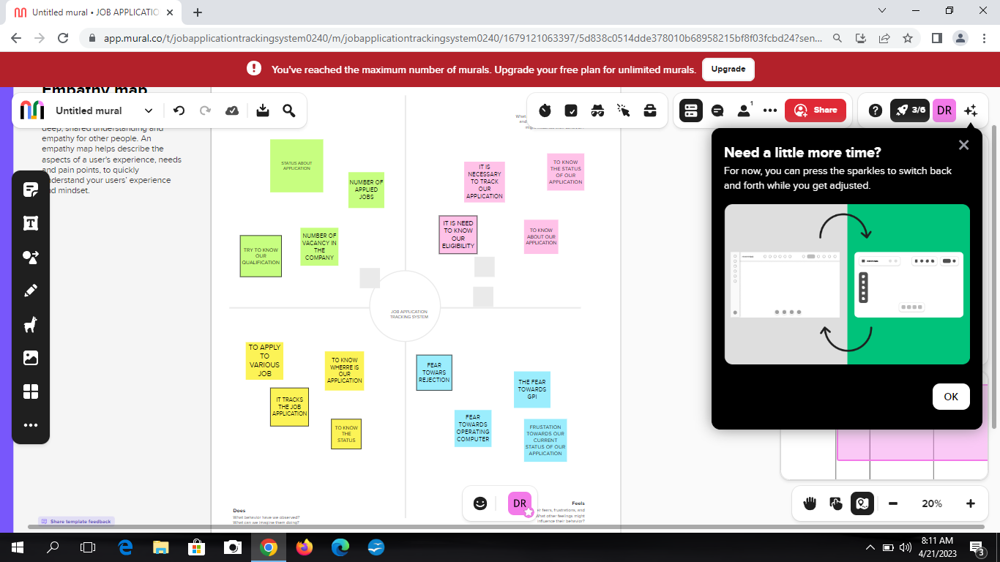 Untitled mural • JOB APPLICATIO
app.mural.co/t/jobapplicationtrackingsystem0240/m/jobapplicationtrackingsystem0240/1679121063397/5d838c0514dde378010b68958215bf8f03fcbd24?sen...
You've reached the maximum number of murals. Upgrade your free plan for unlimited murals.
Upgrade
Empathy map
Untitled mural
1
Share
3/6
DR
deep, shared understanding and
empathy for other people. An
empathy map helps describe the
aspects of a user's experience, needs
and pain points, to quickly
understand your users' experience
and mindset.
What
STATUS ABOUT
APPLICATION
NUMBER OF
APPLIED
JOBS
TRY TO KNOW
OUR
QUALIFICATION
NUMBER OF
VACANCY IN
THE
COMPANY
IT IS
NECESSARY
TO TRACK
OUR
APPLICATION
TO KNOW
THE STATUS
OF OUR
APPLICATION
IT IS NEED
TO KNOW
OUR
ELIGIBILITY
TO KNOW
ABOUT OUR
APPLICATION
JOB APPLICATION
TRACKING SYSTEM
TO APPLY
TO
VARIOUS
JOB
TO KNOW
WHERRE IS
OUR
APPLICATION
IT TRACKS
THE JOB
APPLICATION
TO KNOW
THE
STATUS
FEAR
TOWARS
REJECTION
THE FEAR
TOWARDS
GPI
FEAR
TOWARDS
OPERATING
COMPUTER
FRUSTATION
TOWARDS OUR
CURRENT
STATUS OF OUR
APPLICATION
Need a little more time?
For now, you can press the sparkles to switch back
and forth while you get adjusted.
OK
Does
What behavior have we observed?
What can we imagine them doing?
Feels
fears, frustrations, and
What other feelings might
influence their behavior?
DR
Share template feedback
20%
8:11 AM
4/21/2023
3